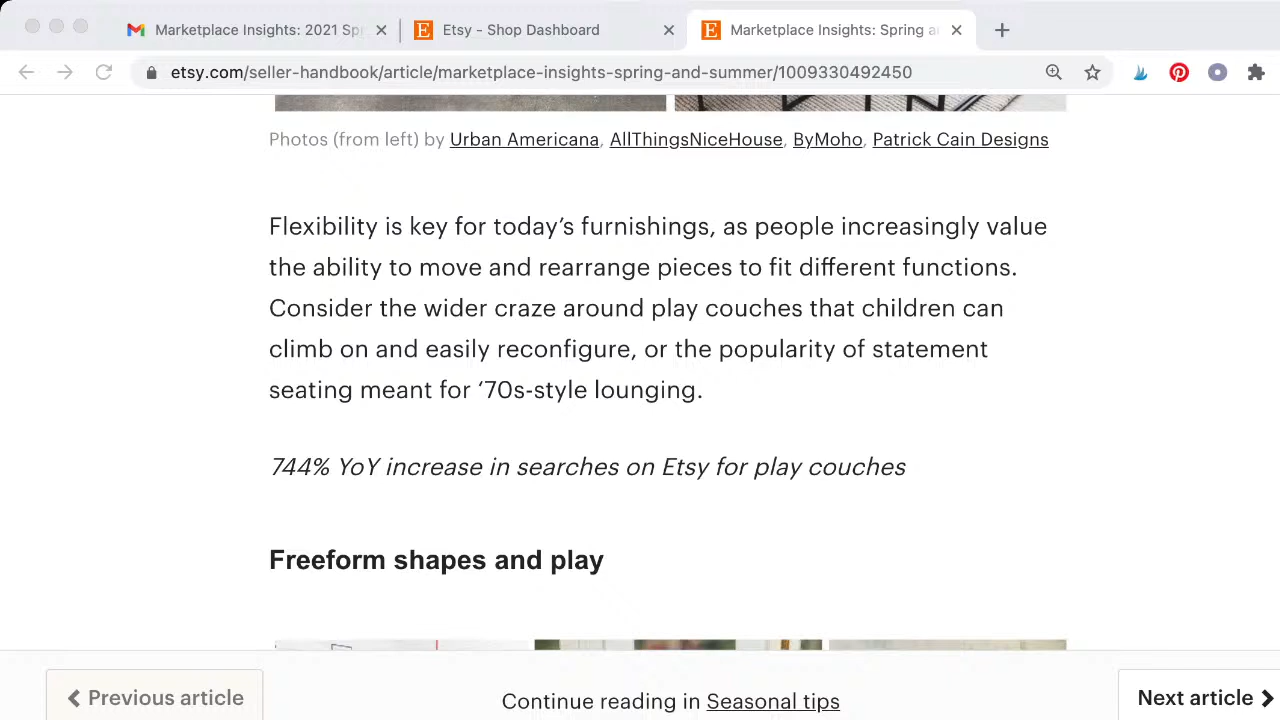 Marketplace Insights: 2021 Sp
Etsy - Shop Dashboard
Marketplace Insights: Spring a
etsy.com/seller-handbook/article/marketplace-insights-spring-and-summer/1009330492450
Photos (from left) by Urban Americana, AllThingsNiceHouse, ByMoho, Patrick Cain Designs
Flexibility is key for today’s furnishings, as people increasingly value
the ability to move and rearrange pieces to fit different functions.
Consider the wider craze around play couches that children can
climb on and easily reconfigure, or the popularity of statement
seating meant for ‘70s-style lounging.
744% YoY increase in searches on Etsy for play couches
Freeform shapes and play
Previous article
Continue reading in Seasonal tips
Next article